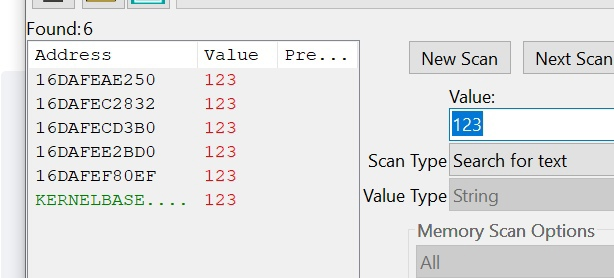 Found:6
Address Value Pre...
16DAFEAE250 123
16DAFEC2832 123
16DAFECD3B0 123
16DAFEE2BD0 123
16DAFEF80EF 123
KERNELBASE.... 123
New Scan Next Scan
Value:
123
Scan Type Search for text
Value Type String
Memory Scan Options
All